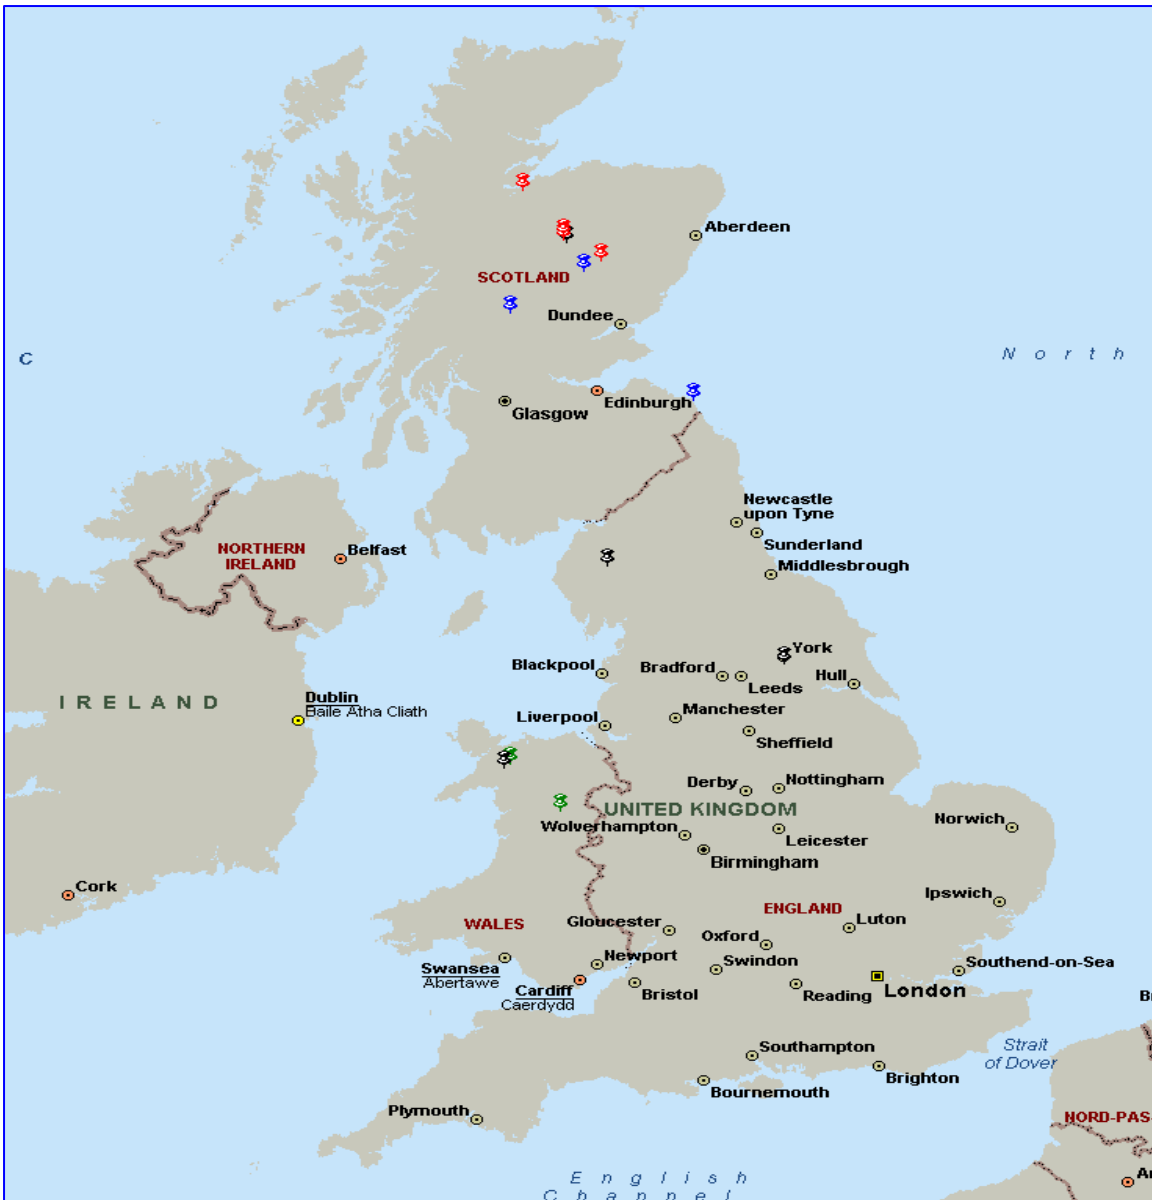 Aberdeen
SCOTLAND
Dundee
C
North
Edinburgh
Glasgow
Newcastle
upon Tyne
Sunderland
NORTHERN
IRELAND
Belfast
Middlesbrough
York
Blackpool
Bradford
Leeds
Hull
IRELAND
Dublin
Baile Atha Cliath
Liverpool
Manchester
Sheffield
Derby
Nottingham
UNITED KINGDOM
Wolverhampton
Leicester
Norwich
Birmingham
Cork
Ipswich
WALES
Gloucester
ENGLAND
Luton
Oxford
Swansea
Abertawe
Newport
Swindon
Southend-on-Sea
Cardiff
Caerdydd
Bristol
Reading
London
Southampton
Strait
of Dover
Brighton
Bournemouth
Plymouth
NORD-PAS-
English
Channel